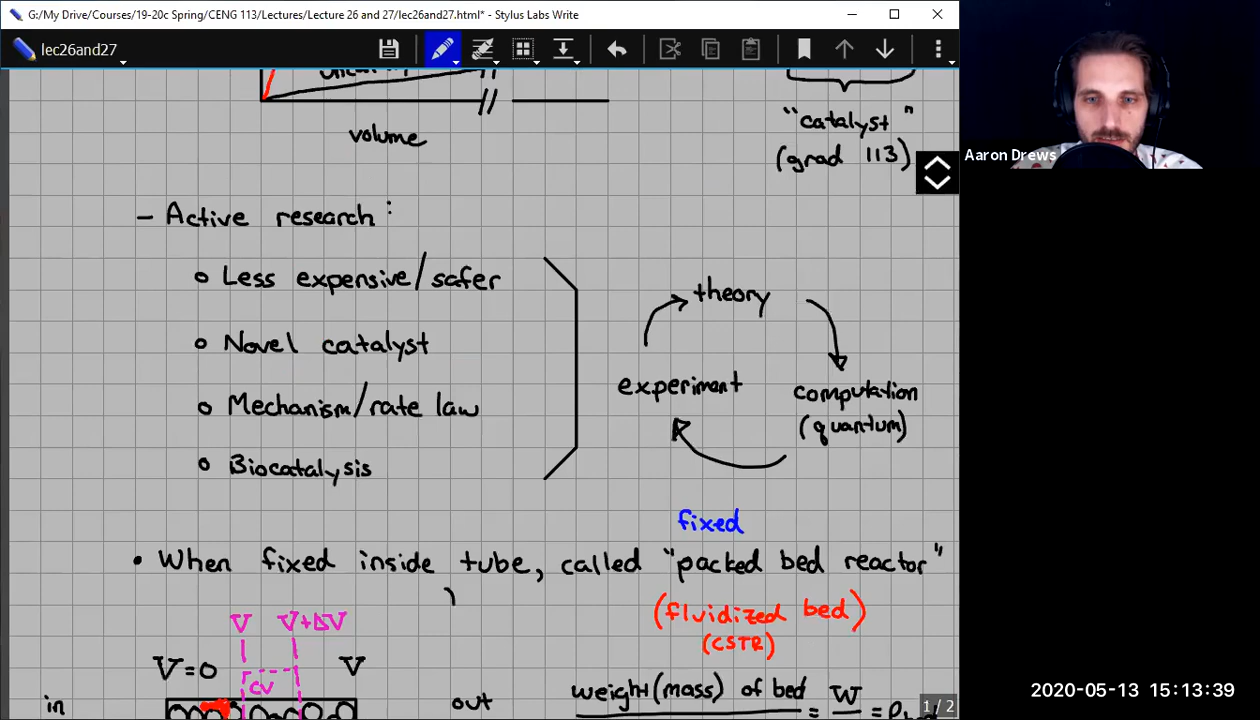 G:/My Drive/Courses/19-20c Spring/CENG 113/Lectures/Lecture 26 and 27/lec26and27.html* - Stylus Labs Write
lec26and27
volume
"catalyst"
(grad 113)
Aaron Drews
- Active research:
o Less expensive/safer
o Novel catalyst
o Mechanism/rate law
o Biocatalysis
theory
experiment
computation
(quantum)
fixed
• When fixed inside tube, called "packed bed reactor"
(fluidized bed)
(CSTR)
V V+ΔV
V=0 V
CV
in
out
weight(mass) of bed = W = ρ
1/2
2020-05-13 15:13:39